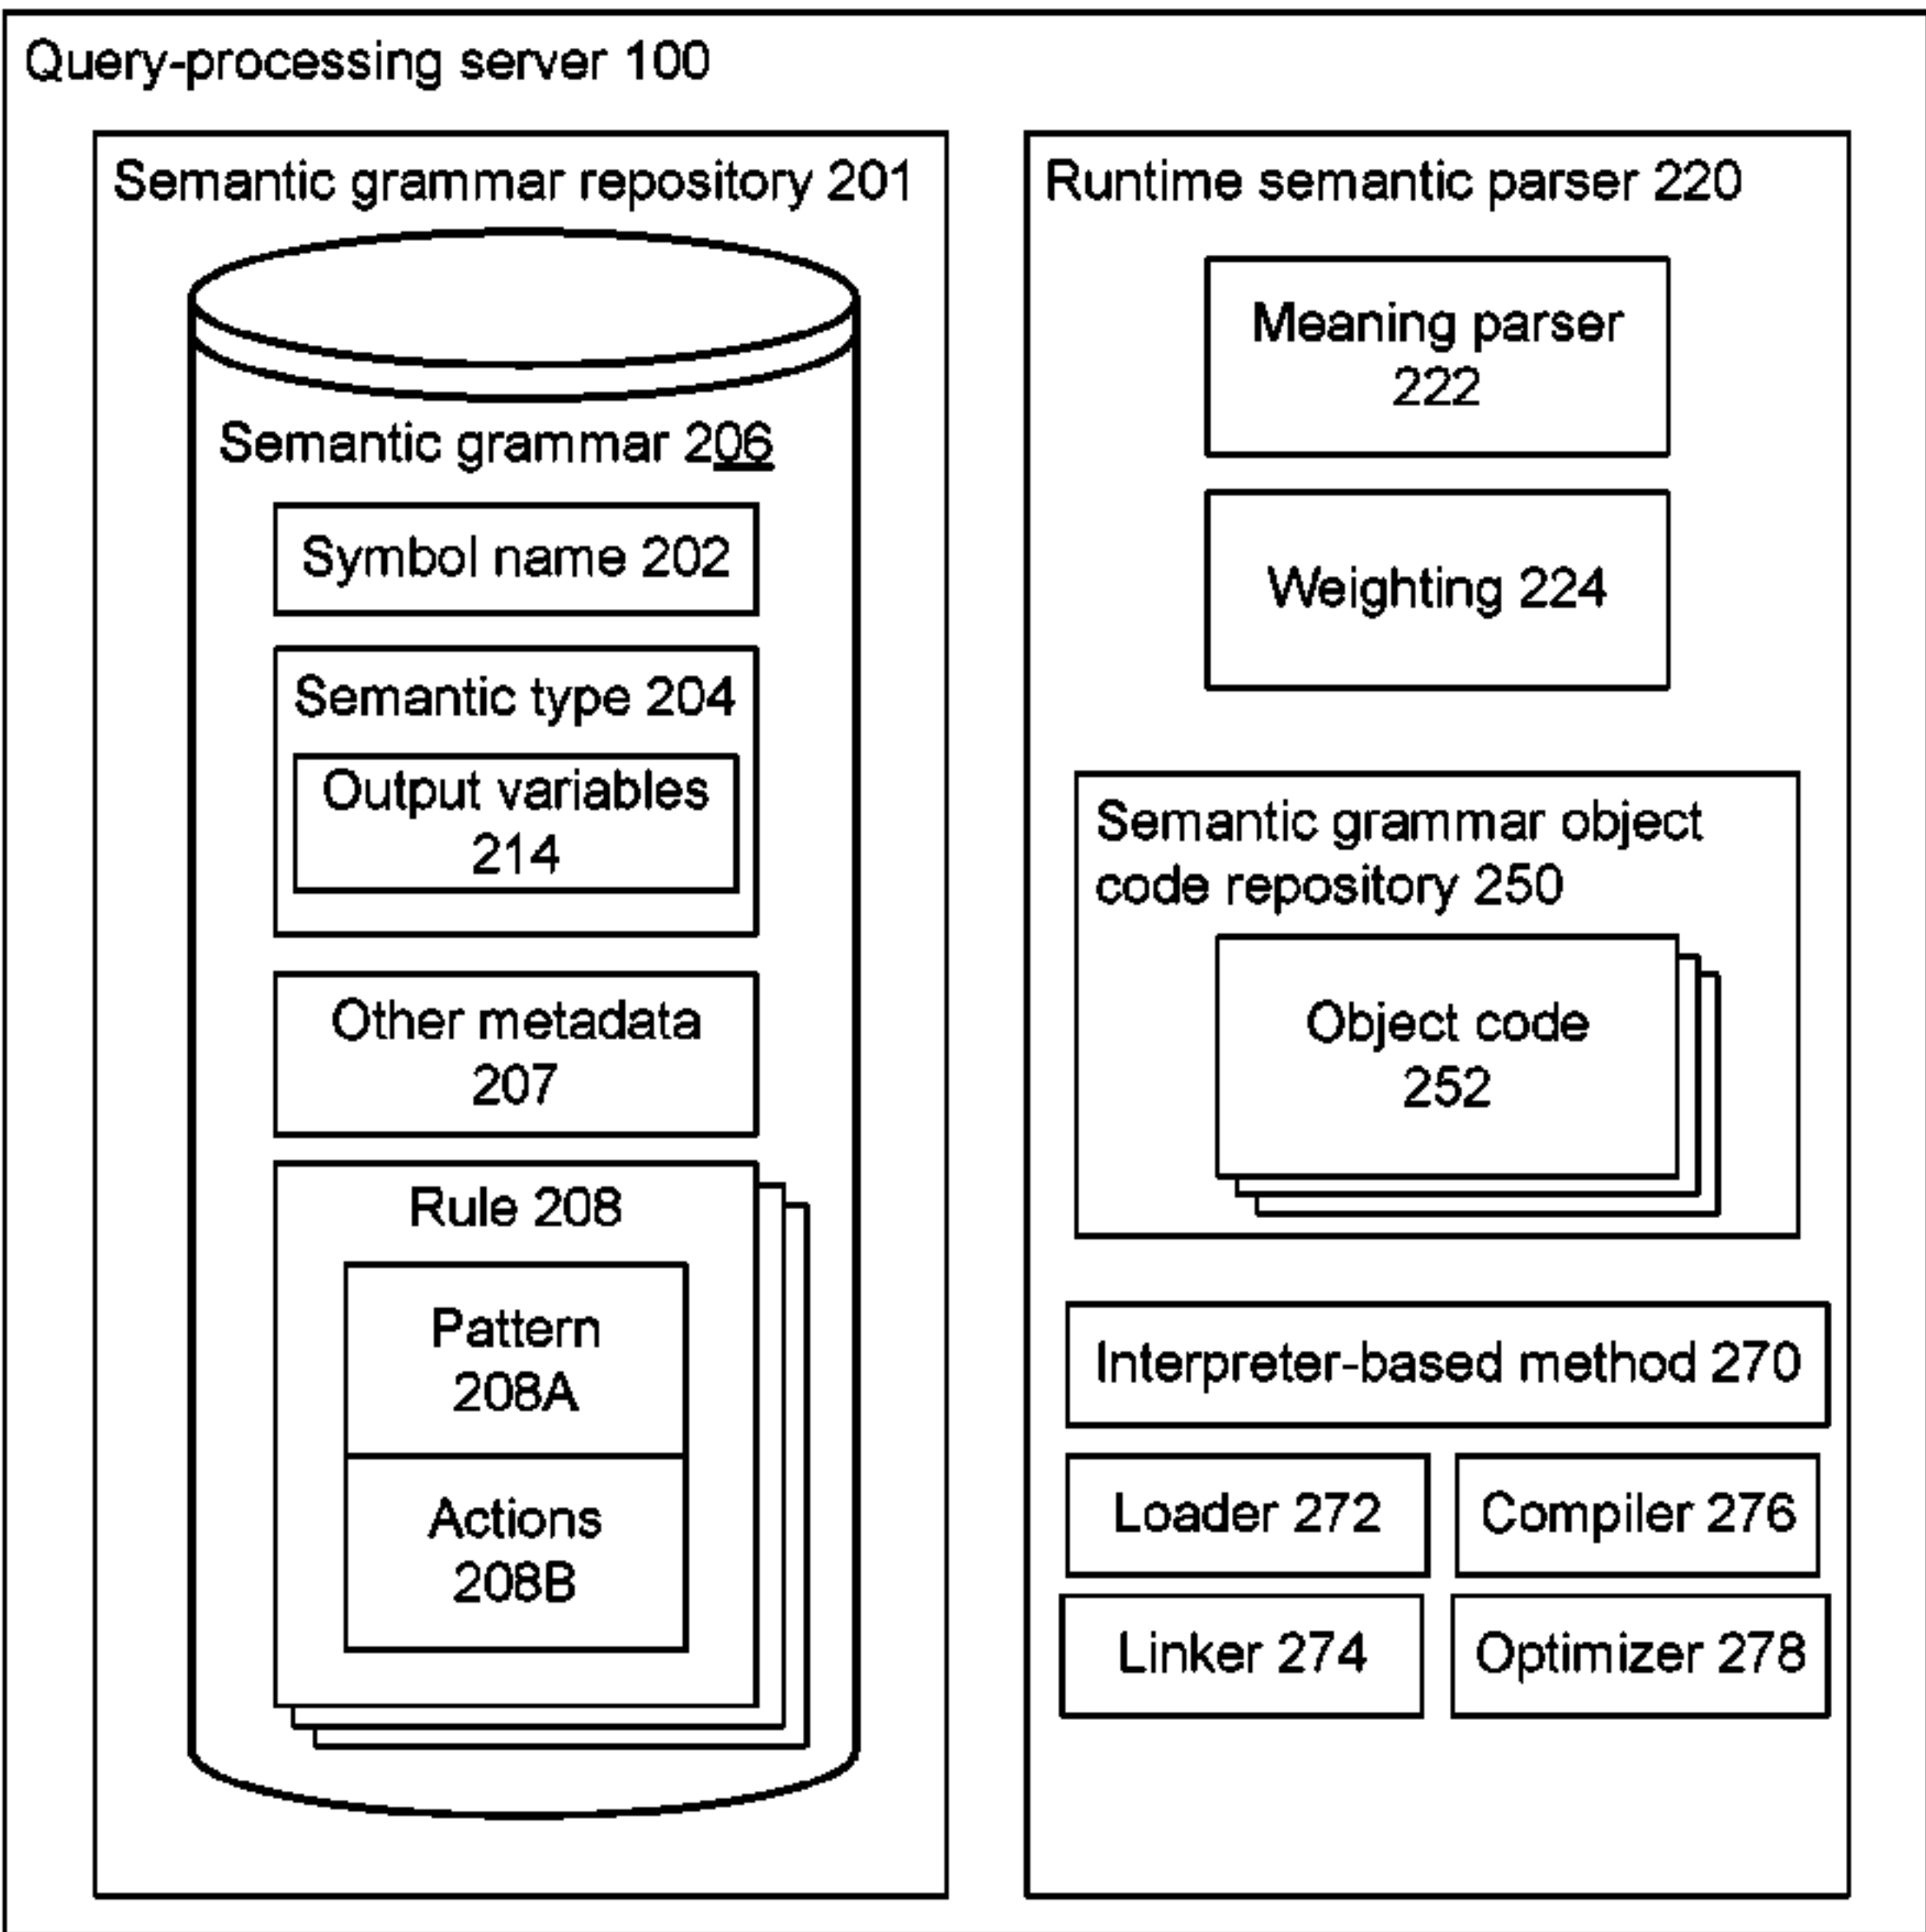 Query-processing server 100
Semantic grammar repository 201
Semantic grammar 206
Symbol name 202
Semantic type 204
Output variables
214
Other metadata
207
Rule 208
Pattern
208A
Actions
208B
Runtime semantic parser 220
Meaning parser
222
Weighting 224
Semantic grammar object
code repository 250
Object code
252
Interpreter-based method 270
Loader 272
Compiler 276
Linker 274
Optimizer 278